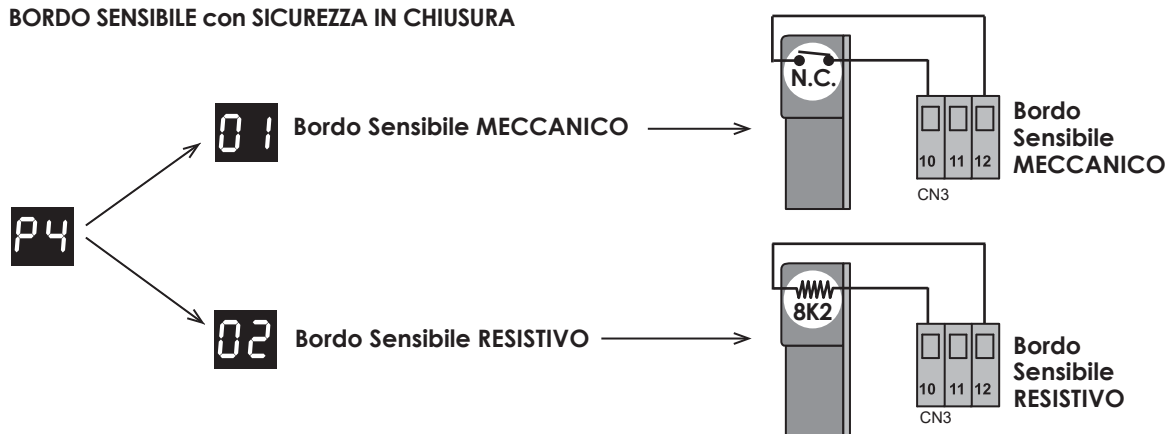 BORDO SENSIBILE con SICUREZZA IN CHIUSURA
P4
01
Bordo Sensibile MECCANICO
N.C.
10 11 12
CN3
Bordo
Sensibile
MECCANICO
02
Bordo Sensibile RESISTIVO
8K2
10 11 12
CN3
Bordo
Sensibile
RESISTIVO